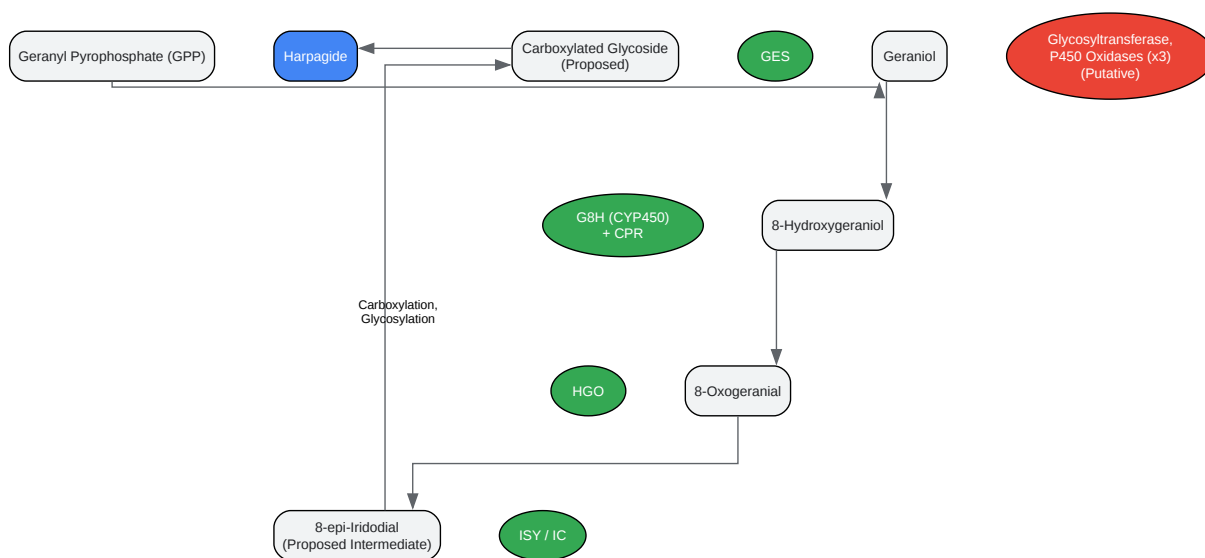 Geranyl Pyrophosphate (GPP)
Harpagide
Carboxylated Glycoside
(Proposed)
GES
Geraniol
Glycosyltransferase,
P450 Oxidases (x3)
(Putative)
G8H (CYP450)
+ CPR
8-Hydroxygeraniol
Carboxylation,
Glycosylation
HGO
8-Oxogeranial
8-epi-Iridodial
(Proposed Intermediate)
ISY / IC